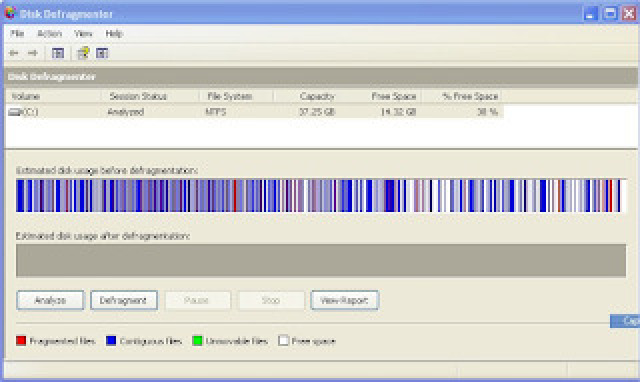 Disk Defragmenter
File Action View Help
Disk Defragmenter
Volume Session Status File System Capacity Free Space % Free Space
(C:) Analyzed NTFS 37.25 GB 14.32 GB 38 %
Estimated disk usage before defragmentation:
Estimated disk usage after defragmentation:
Analyze Defragment Pause Stop View Report
Fragmented files Contiguous files Unmovable files Free space